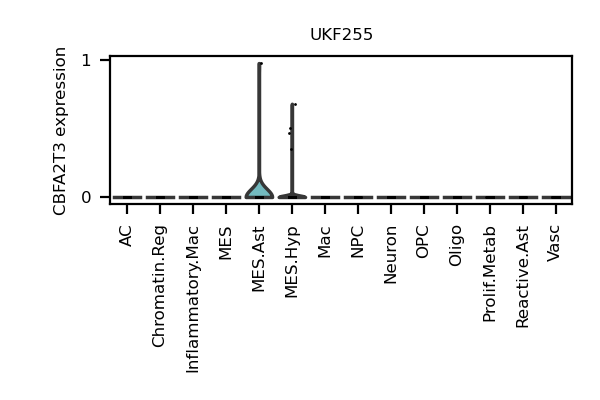 UKF255
CBFA2T3 expression
1
0
AC
Chromatin.Reg
Inflammatory.Mac
MES
MES.Ast
MES.Hyp
Mac
NPC
Neuron
OPC
Oligo
Prolif.Metab
Reactive.Ast
Vasc